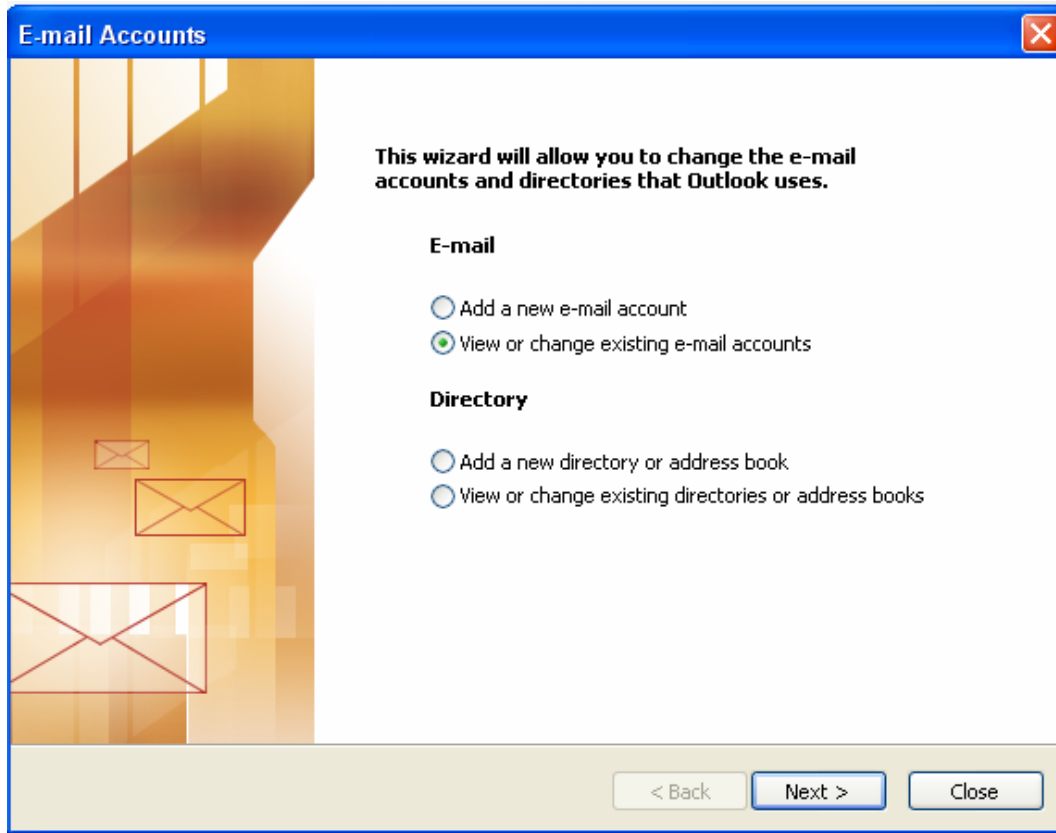 E-mail Accounts
This wizard will allow you to change the e-mail
accounts and directories that Outlook uses.
E-mail
Add a new e-mail account
View or change existing e-mail accounts
Directory
Add a new directory or address book
View or change existing directories or address books
< Back Next > Close